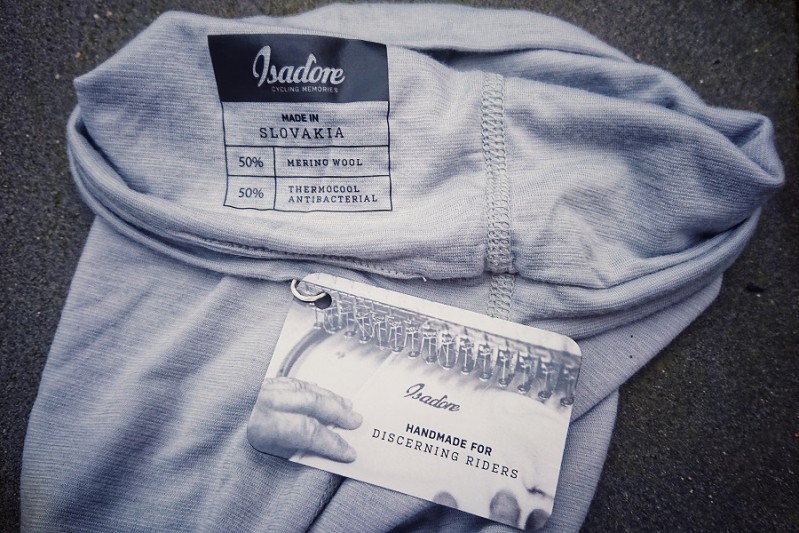 Isadore
CYCLING MEMORIES
MADE IN
SLOVAKIA
50% MERINO WOOL
50% THERMOCOOL
ANTIBACTERIAL
Isadore
HANDMADE FOR
DISCERNING RIDERS